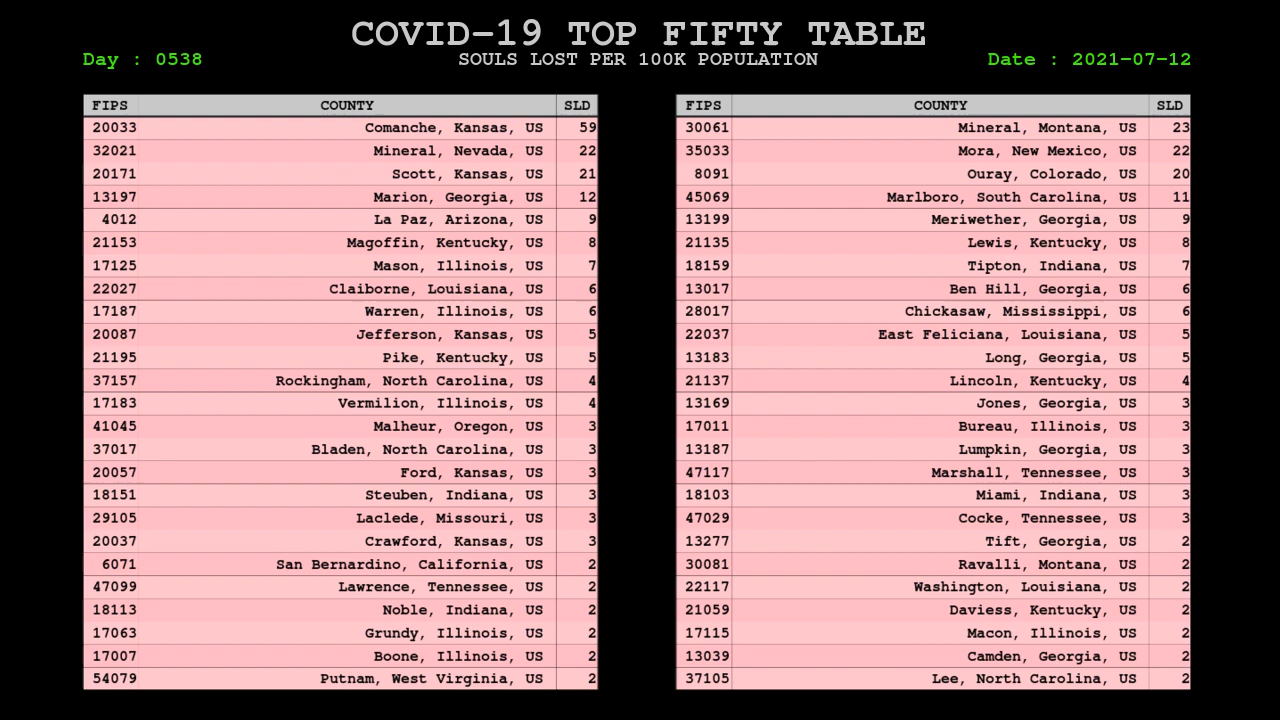 COVID-19 TOP FIFTY TABLE
Day : 0538 SOULS LOST PER 100K POPULATION Date : 2021-07-12
FIPS COUNTY SLD FIPS COUNTY SLD
20033 Comanche, Kansas, US 59 30061 Mineral, Montana, US 23
32021 Mineral, Nevada, US 22 35033 Mora, New Mexico, US 22
20171 Scott, Kansas, US 21 8091 Ouray, Colorado, US 20
13197 Marion, Georgia, US 12 45069 Marlboro, South Carolina, US 11
4012 La Paz, Arizona, US 9 13199 Meriwether, Georgia, US 9
21153 Magoffin, Kentucky, US 8 21135 Lewis, Kentucky, US 8
17125 Mason, Illinois, US 7 18159 Tipton, Indiana, US 7
22027 Claiborne, Louisiana, US 6 13017 Ben Hill, Georgia, US 6
17187 Warren, Illinois, US 6 28017 Chickasaw, Mississippi, US 6
20087 Jefferson, Kansas, US 5 22037 East Feliciana, Louisiana, US 5
21195 Pike, Kentucky, US 5 13183 Long, Georgia, US 5
37157 Rockingham, North Carolina, US 4 21137 Lincoln, Kentucky, US 4
17183 Vermilion, Illinois, US 4 13169 Jones, Georgia, US 3
41045 Malheur, Oregon, US 3 17011 Bureau, Illinois, US 3
37017 Bladen, North Carolina, US 3 13187 Lumpkin, Georgia, US 3
20057 Ford, Kansas, US 3 47117 Marshall, Tennessee, US 3
18151 Steuben, Indiana, US 3 18103 Miami, Indiana, US 3
29105 Laclede, Missouri, US 3 47029 Cocke, Tennessee, US 3
20037 Crawford, Kansas, US 3 13277 Tift, Georgia, US 2
6071 San Bernardino, California, US 2 30081 Ravalli, Montana, US 2
47099 Lawrence, Tennessee, US 2 22117 Washington, Louisiana, US 2
18113 Noble, Indiana, US 2 21059 Daviess, Kentucky, US 2
17063 Grundy, Illinois, US 2 17115 Macon, Illinois, US 2
17007 Boone, Illinois, US 2 13039 Camden, Georgia, US 2
54079 Putnam, West Virginia, US 2 37105 Lee, North Carolina, US 2